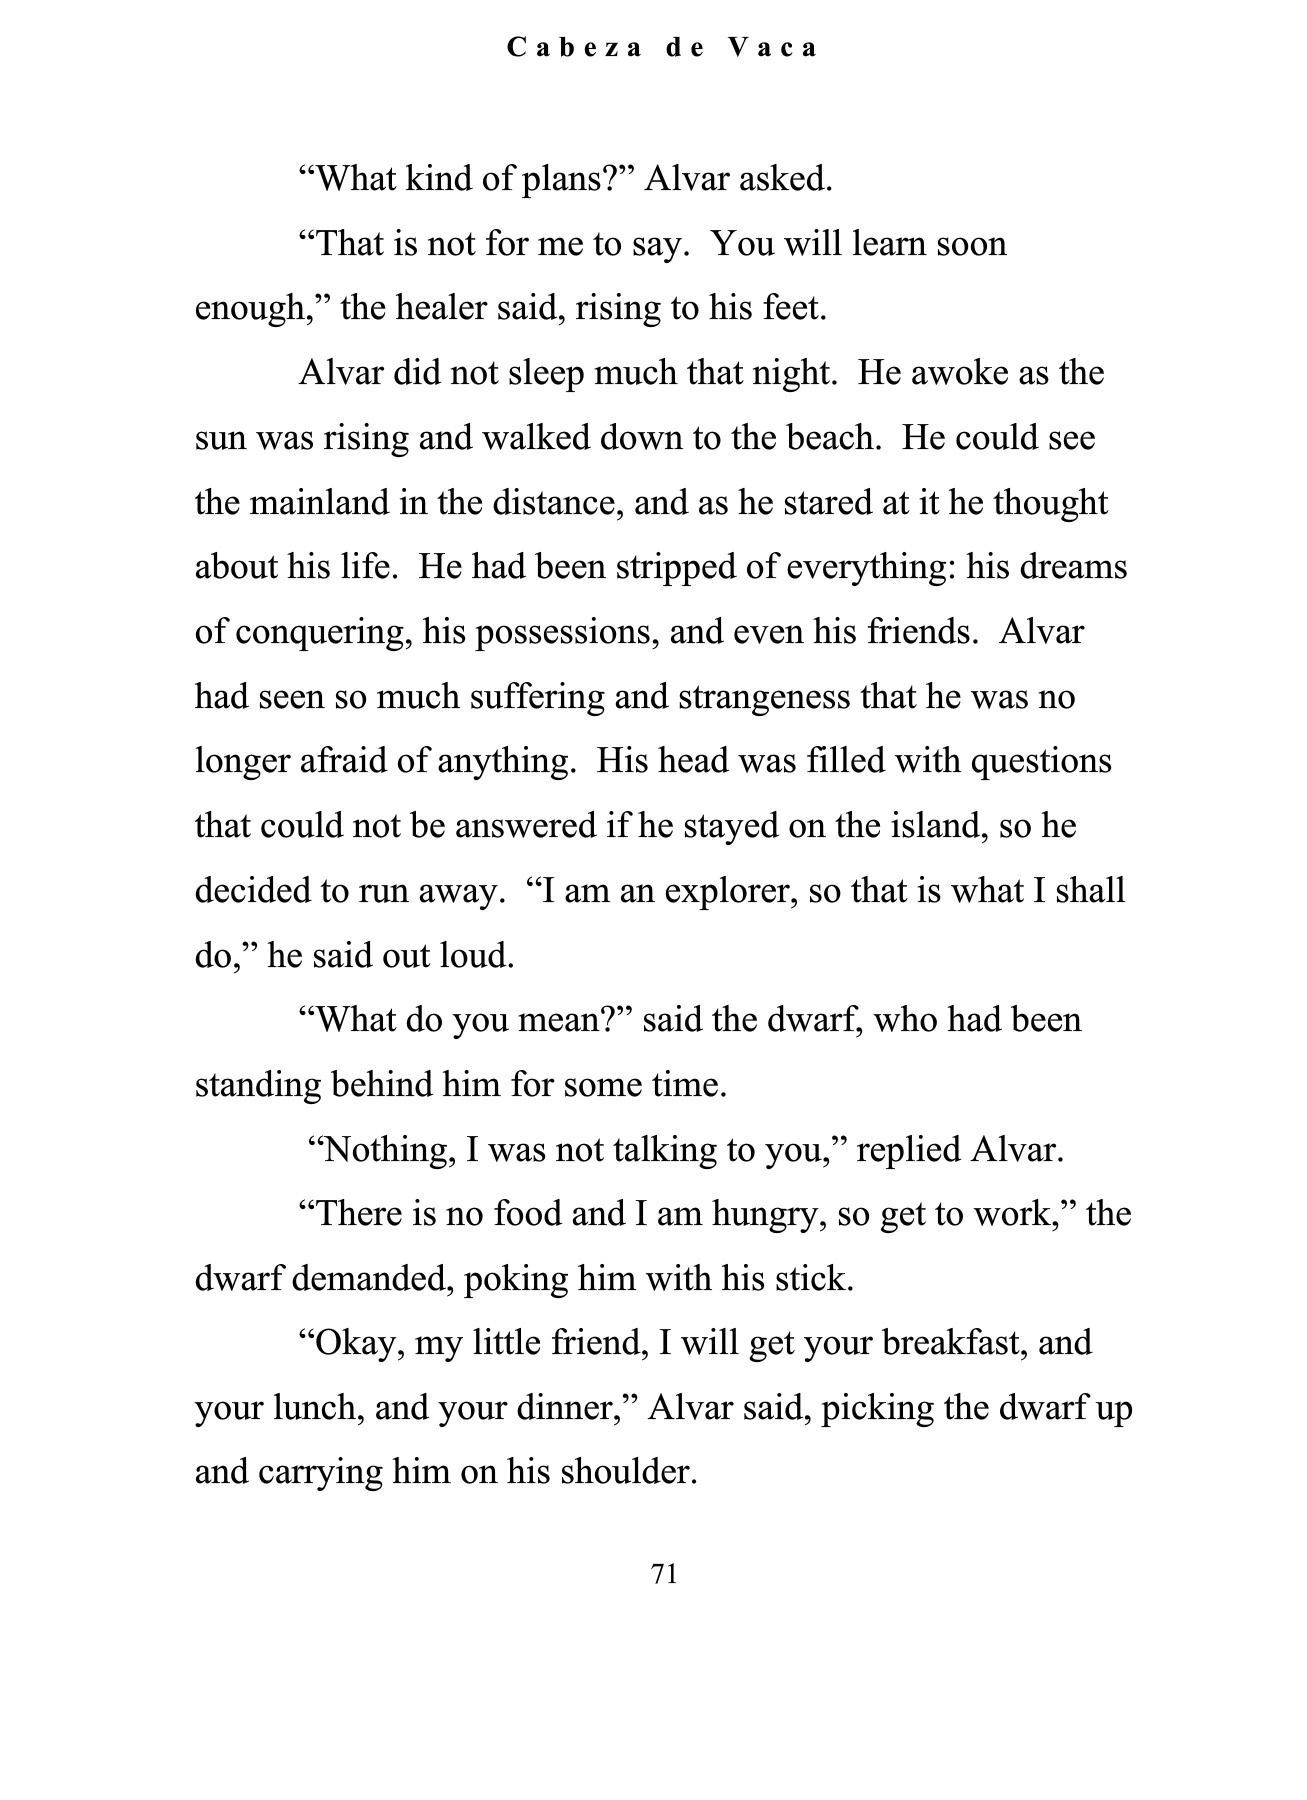 Cabeza de Vaca
“What kind of plans?” Alvar asked.
“That is not for me to say.  You will learn soon
enough,” the healer said, rising to his feet.
Alvar did not sleep much that night.  He awoke as the
sun was rising and walked down to the beach.  He could see
the mainland in the distance, and as he stared at it he thought
about his life.  He had been stripped of everything: his dreams
of conquering, his possessions, and even his friends.  Alvar
had seen so much suffering and strangeness that he was no
longer afraid of anything.  His head was filled with questions
that could not be answered if he stayed on the island, so he
decided to run away.  “I am an explorer, so that is what I shall
do,” he said out loud.
“What do you mean?” said the dwarf, who had been
standing behind him for some time.
“Nothing, I was not talking to you,” replied Alvar.
“There is no food and I am hungry, so get to work,” the
dwarf demanded, poking him with his stick.
“Okay, my little friend, I will get your breakfast, and
your lunch, and your dinner,” Alvar said, picking the dwarf up
and carrying him on his shoulder.
71